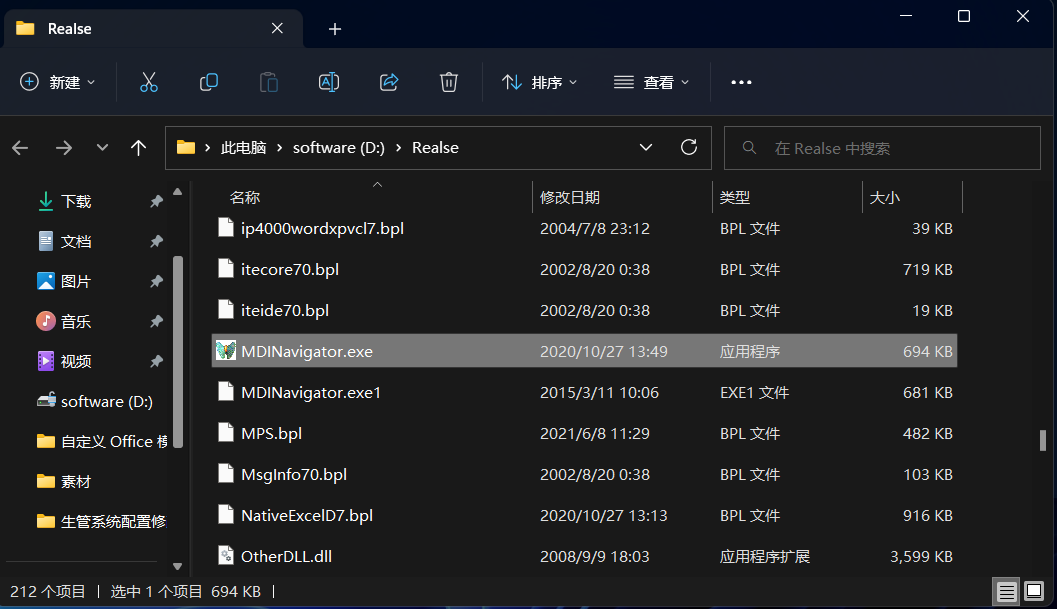 Realse
新建
排序
查看
此电脑 software (D:) Realse
在 Realse 中搜索
下载
文档
图片
音乐
视频
software (D:)
自定义 Office 模
素材
生管系统配置修
名称 修改日期 类型 大小
ip4000wordxpvcl7.bpl 2004/7/8 23:12 BPL 文件 39 KB
itecore70.bpl 2002/8/20 0:38 BPL 文件 719 KB
iteide70.bpl 2002/8/20 0:38 BPL 文件 19 KB
MDINavigator.exe 2020/10/27 13:49 应用程序 694 KB
MDINavigator.exe1 2015/3/11 10:06 EXE1 文件 681 KB
MPS.bpl 2021/6/8 11:29 BPL 文件 482 KB
MsgInfo70.bpl 2002/8/20 0:38 BPL 文件 103 KB
NativeExcelD7.bpl 2020/10/27 13:13 BPL 文件 916 KB
OtherDLL.dll 2008/9/9 18:03 应用程序扩展 3,599 KB
212 个项目 选中 1 个项目 694 KB